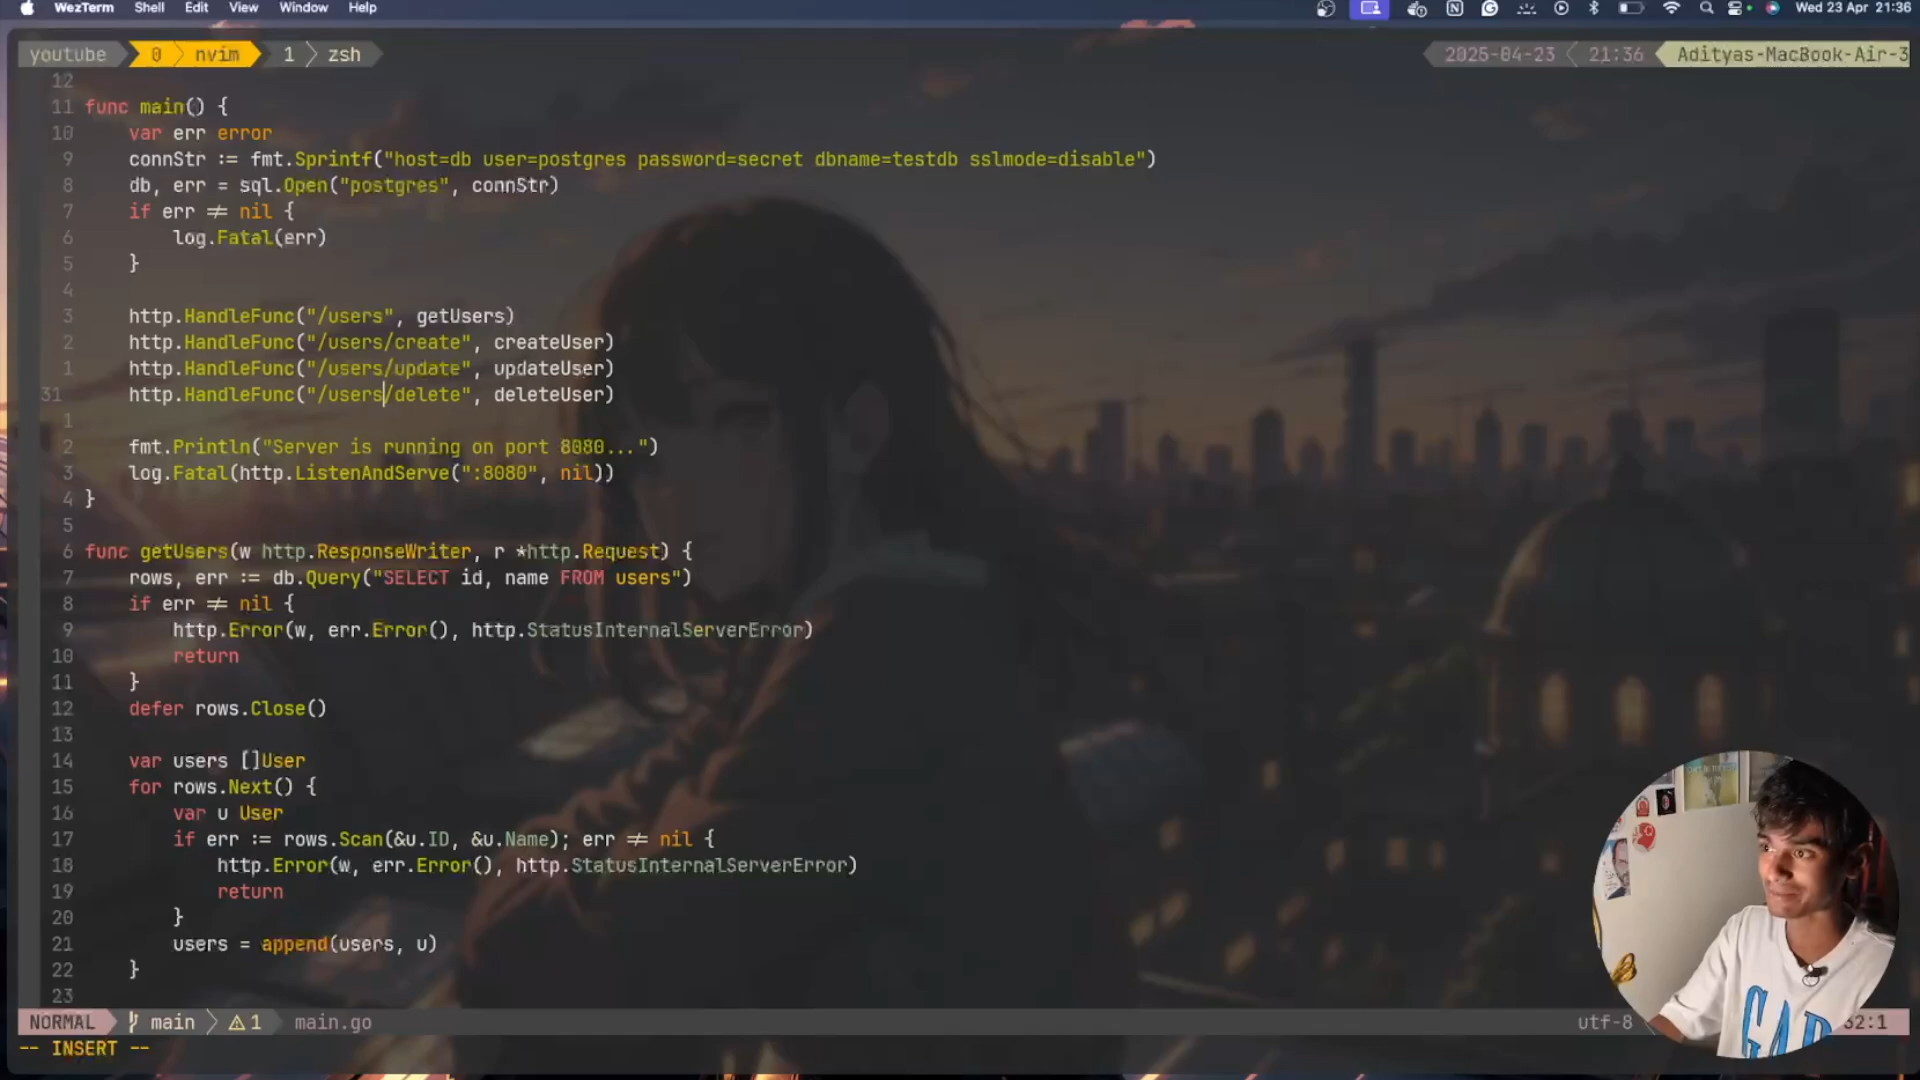 WezTerm Shell Edit View Window Help Wed 23 Apr 21:36
youtube 0 nvim 1 zsh 2025-04-23 21:36 Adityas-MacBook-Air-3
12
11 func main() {
10 var err error
9 connStr := fmt.Sprintf("host=db user=postgres password=secret dbname=testdb sslmode=disable")
8 db, err = sql.Open("postgres", connStr)
7 if err != nil {
6 log.Fatal(err)
5 }
4
3 http.HandleFunc("/users", getUsers)
2 http.HandleFunc("/users/create", createUser)
1 http.HandleFunc("/users/update", updateUser)
31 http.HandleFunc("/users/delete", deleteUser)
1
2 fmt.Println("Server is running on port 8080...")
3 log.Fatal(http.ListenAndServe(":8080", nil))
4 }
5
6 func getUsers(w http.ResponseWriter, r *http.Request) {
7 rows, err := db.Query("SELECT id, name FROM users")
8 if err != nil {
9 http.Error(w, err.Error(), http.StatusInternalServerError)
10 return
11 }
12 defer rows.Close()
13
14 var users []User
15 for rows.Next() {
16 var u User
17 if err := rows.Scan(&u.ID, &u.Name); err != nil {
18 http.Error(w, err.Error(), http.StatusInternalServerError)
19 return
20 }
21 users = append(users, u)
22 }
23
NORMAL main 1 main.go utf-8 32:1
-- INSERT --
GAP